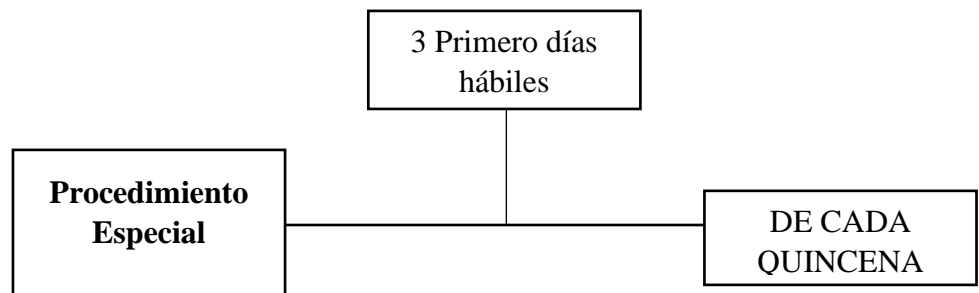 3 Primero días
hábiles
Procedimiento
Especial
DE CADA
QUINCENA